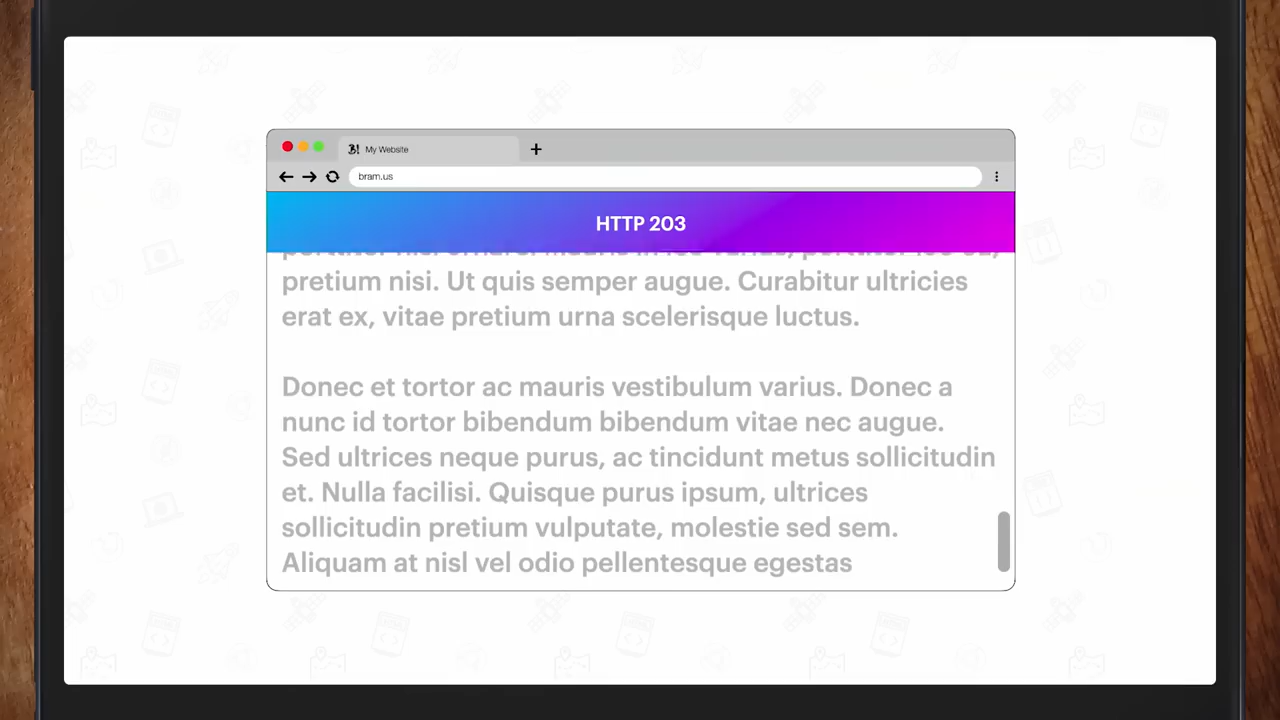 B! My Website
bram.us
HTTP 203
pretium nisi. Ut quis semper augue. Curabitur ultricies
erat ex, vitae pretium urna scelerisque luctus.
Donec et tortor ac mauris vestibulum varius. Donec a
nunc id tortor bibendum bibendum vitae nec augue.
Sed ultrices neque purus, ac tincidunt metus sollicitudin
et. Nulla facilisi. Quisque purus ipsum, ultrices
sollicitudin pretium vulputate, molestie sed sem.
Aliquam at nisl vel odio pellentesque egestas